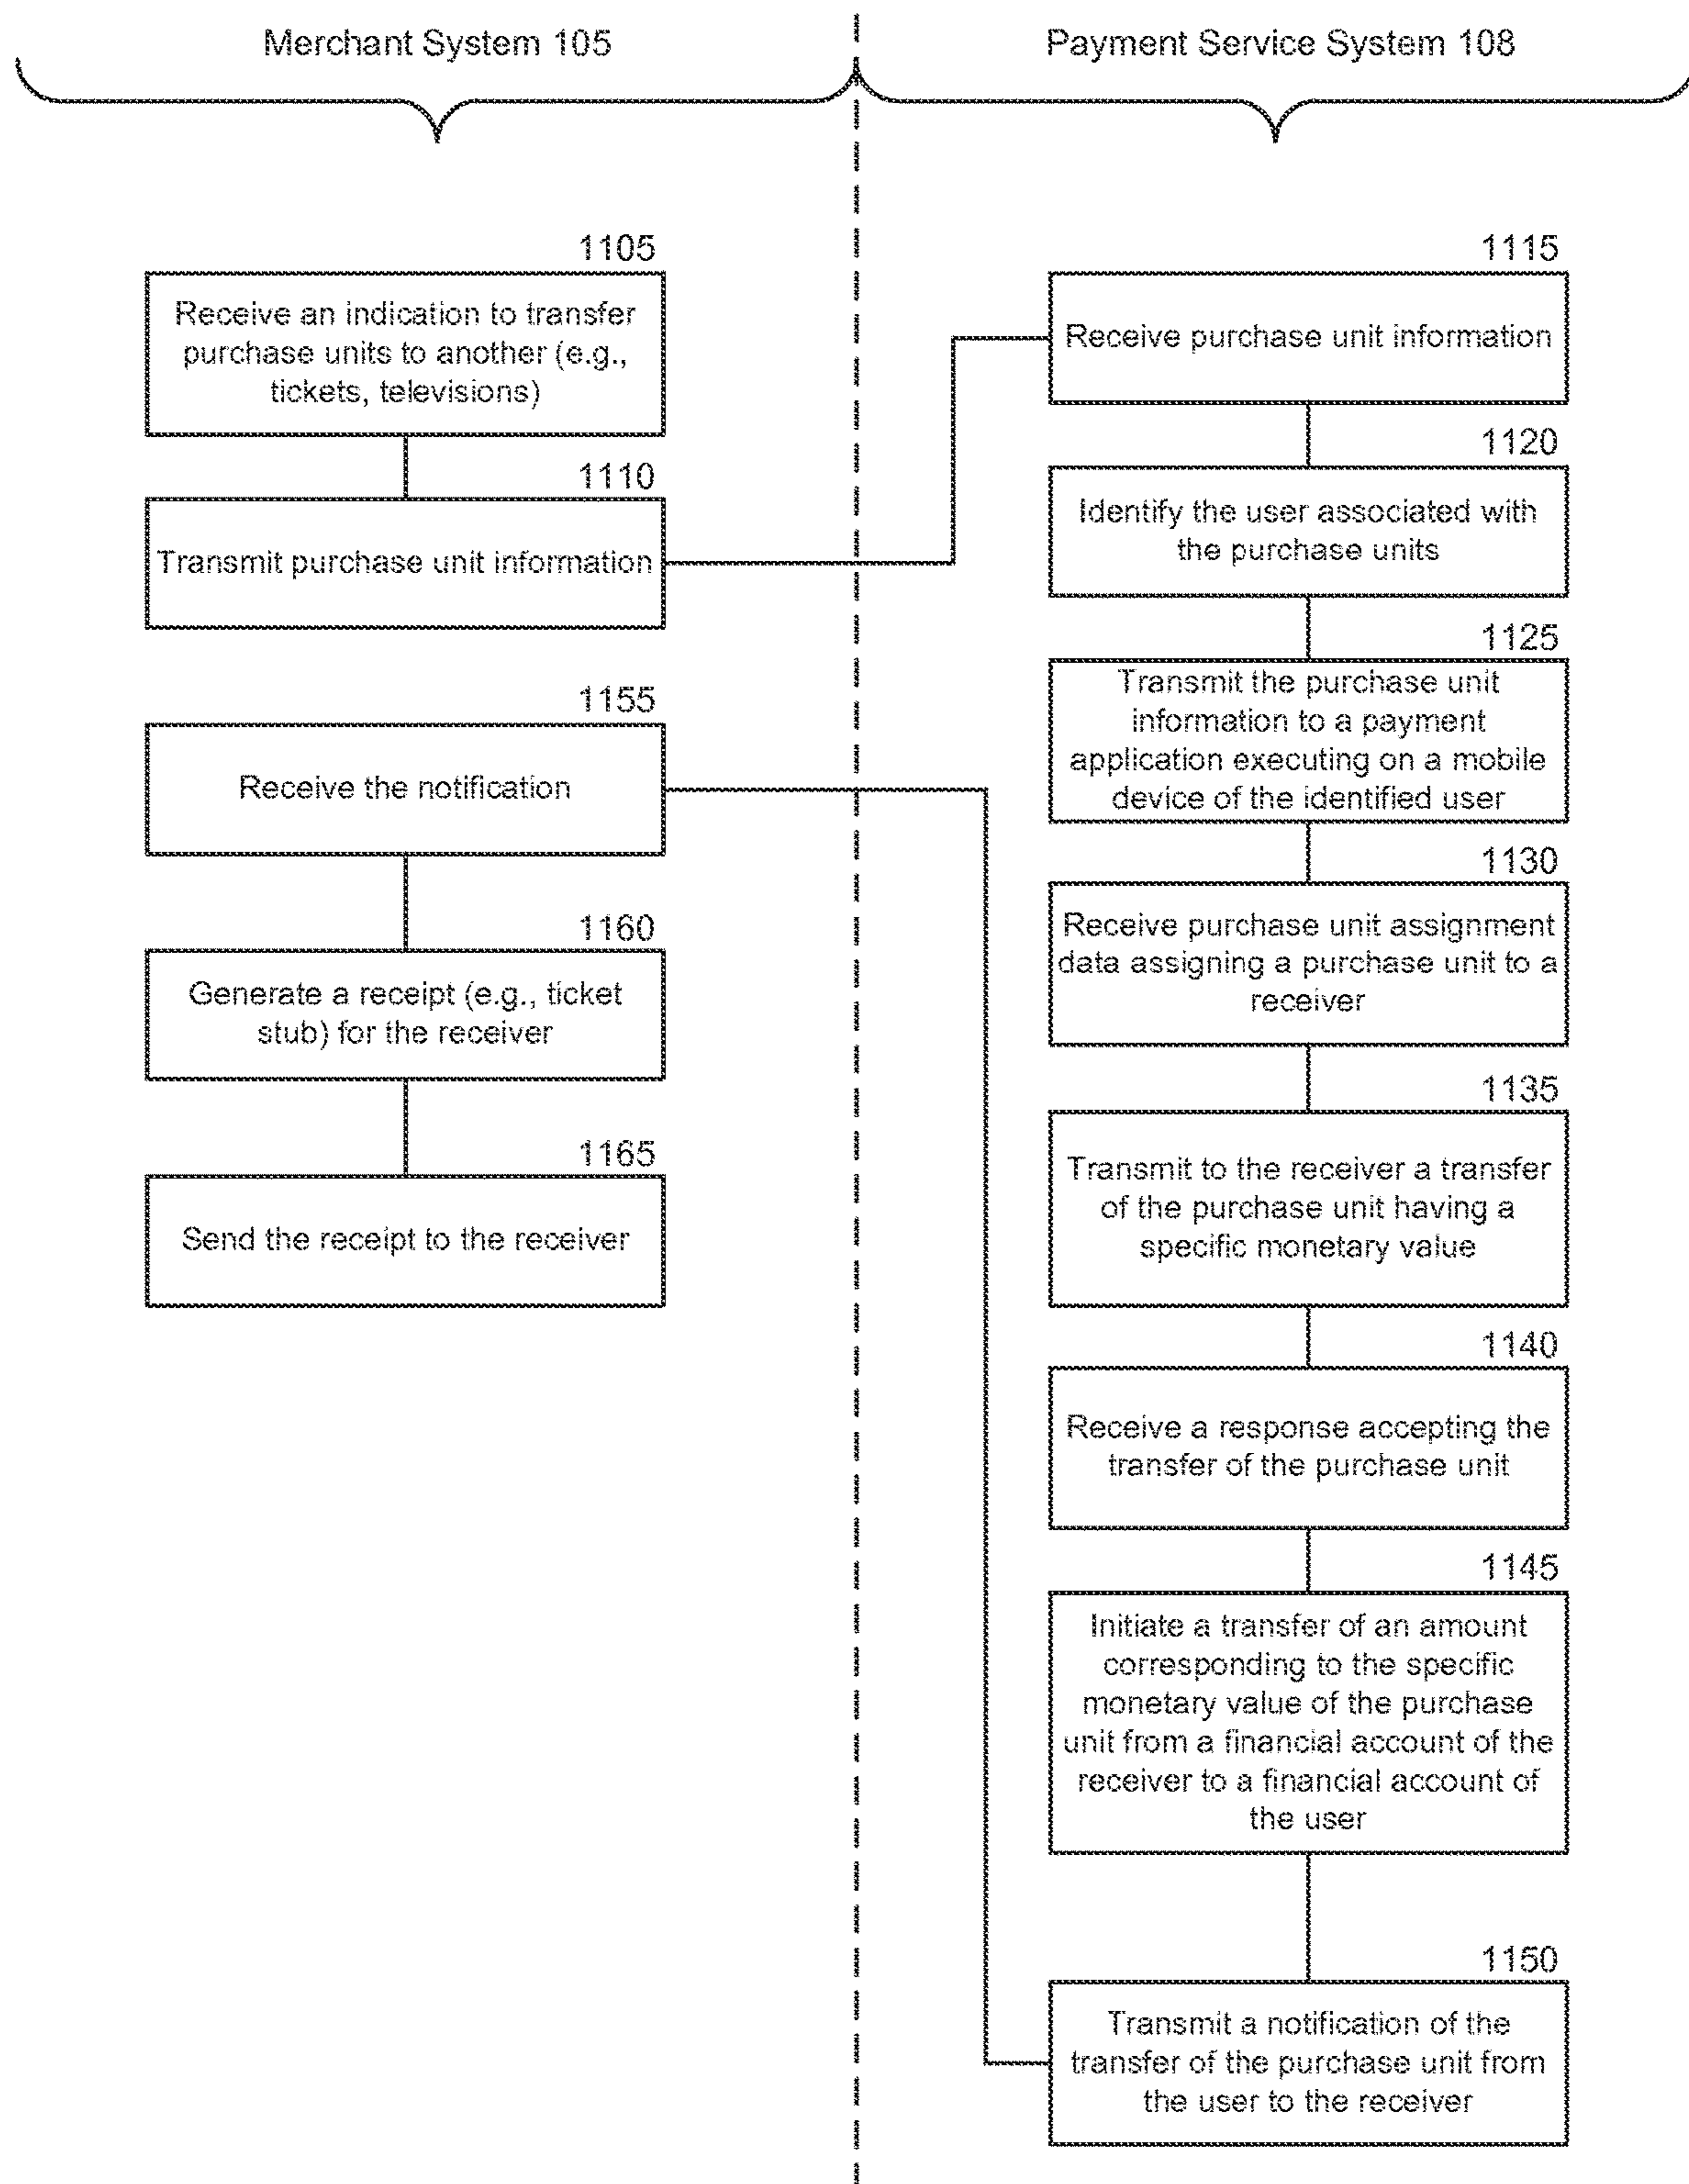 Merchant System 105
Payment Service System 108
1105
Receive an indication to transfer
purchase units to another (e.g.,
tickets, televisions)
1110
Transmit purchase unit information
1155
Receive the notification
1160
Generate a receipt (e.g., ticket
stub) for the receiver
1165
Send the receipt to the receiver
1115
Receive purchase unit information
1120
Identify the user associated with
the purchase units
1125
Transmit the purchase unit
information to a payment
application executing on a mobile
device of the identified user
1130
Receive purchase unit assignment
data assigning a purchase unit to a
receiver
1135
Transmit to the receiver a transfer
of the purchase unit having a
specific monetary value
1140
Receive a response accepting the
transfer of the purchase unit
1145
Initiate a transfer of an amount
corresponding to the specific
monetary value of the purchase
unit from a financial account of the
receiver to a financial account of
the user
1150
Transmit a notification of the
transfer of the purchase unit from
the user to the receiver